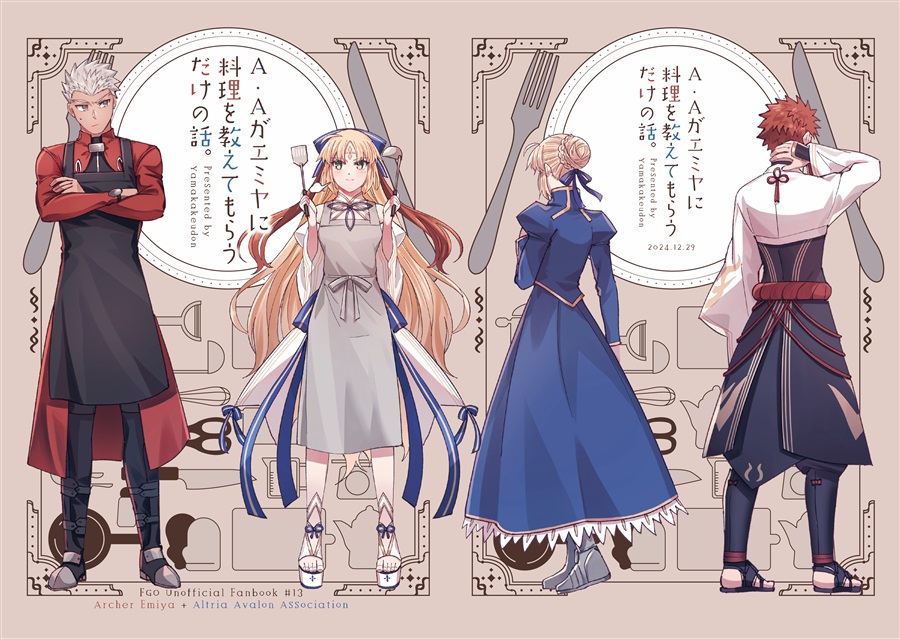 A・Aがエミヤに
料理を教えてもらう
だけの話。
Presented by
Yamakakeudon
FGO Unofficial Fanbook #13
Archer Emiya + Altria Avalon ASSociation
A・Aがエミヤに
料理を教えてもらう
だけの話。
Presented by
Yamakakeudon
2024.12.29